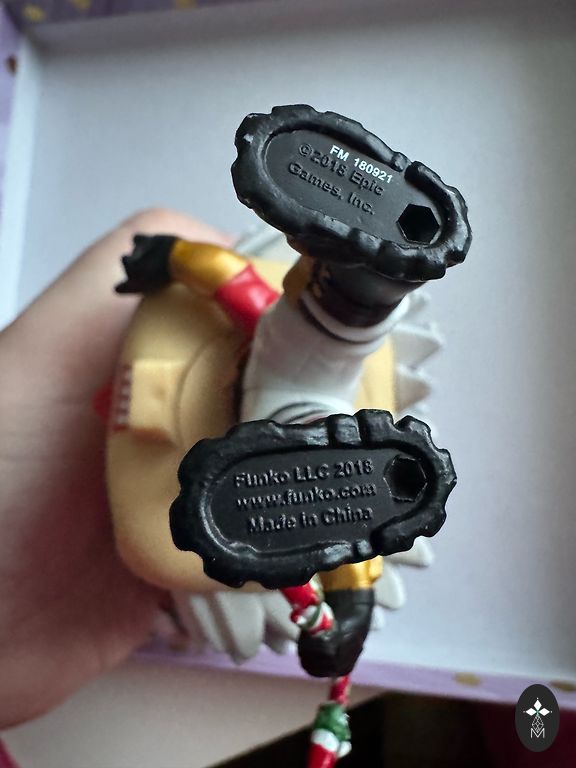 FM 180921
©2018 Epic
Games, Inc.
Funko LLC 2018
www.funko.com
Made in China
M